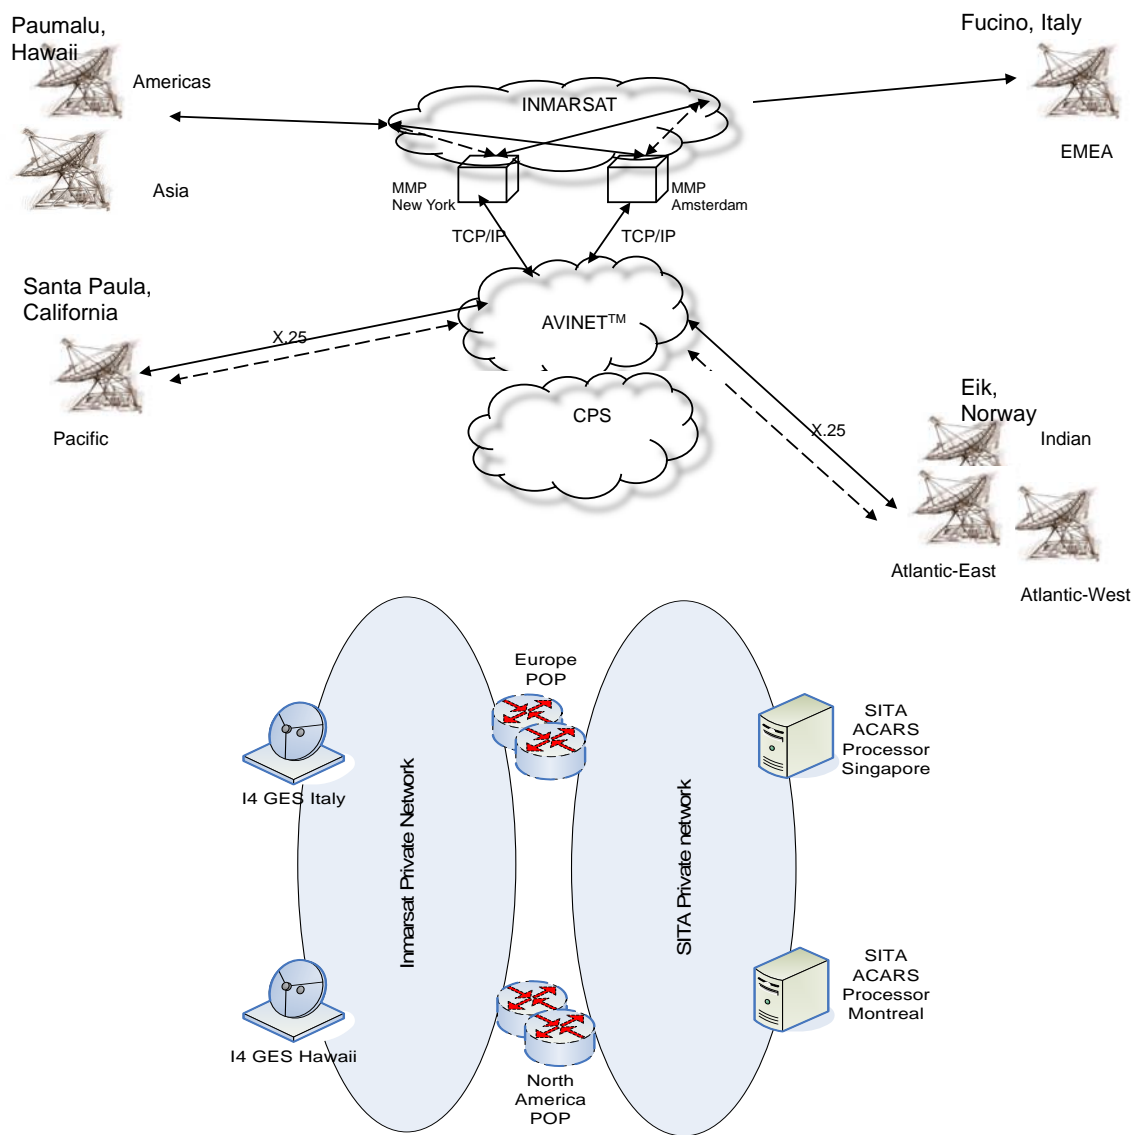 Paumalu,
Hawaii
Americas
Asia
INMARSAT
Fucino, Italy
EMEA
MMP
New York
MMP
Amsterdam
TCP/IP
TCP/IP
Santa Paula,
California
X.25
Pacific
AVINET™
CPS
Eik,
Norway
X.25
Indian
Atlantic-East
Atlantic-West
Europe
POP
I4 GES Italy
Inmarsat Private Network
SITA Private network
SITA
ACARS
Processor
Singapore
I4 GES Hawaii
North
America
POP
SITA
ACARS
Processor
Montreal